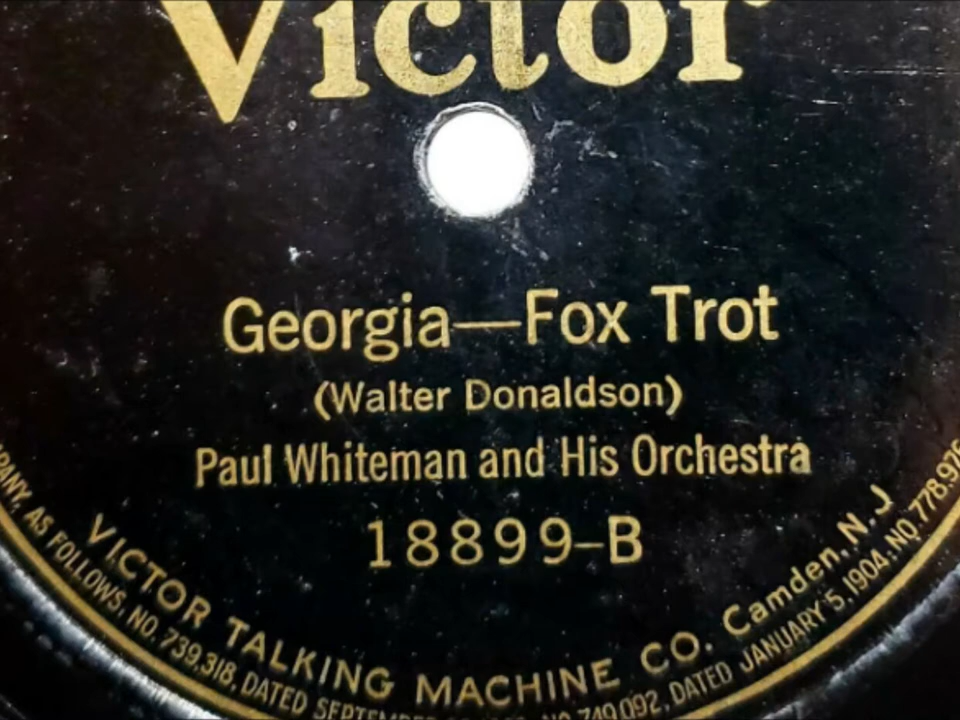 Victor
Georgia—Fox Trot
(Walter Donaldson)
Paul Whiteman and His Orchestra
18899-B
VICTOR TALKING MACHINE CO. Camden, N.J
AS FOLLOWS, NO. 739,318, DATED SEPTEMBER NO. 749,092, DATED JANUARY 5, 1904; NO. 778,976